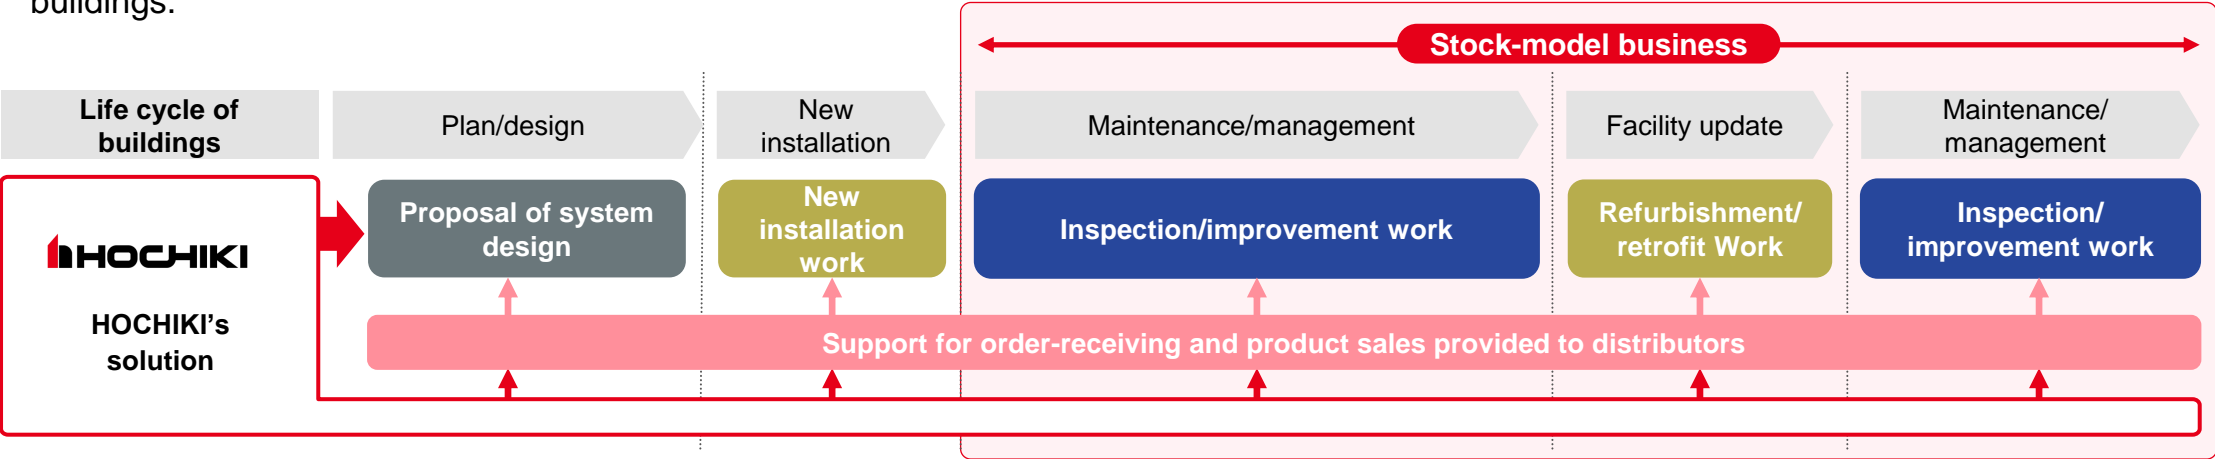 buildings.
Stock-model business
Life cycle of
buildings
Plan/design
New
installation
Maintenance/management
Facility update
Maintenance/
management
HOCHIKI
HOCHIKI's
solution
Proposal of system
design
New
installation
work
Inspection/improvement work
Refurbishment/
retrofit Work
Inspection/
improvement work
Support for order-receiving and product sales provided to distributors